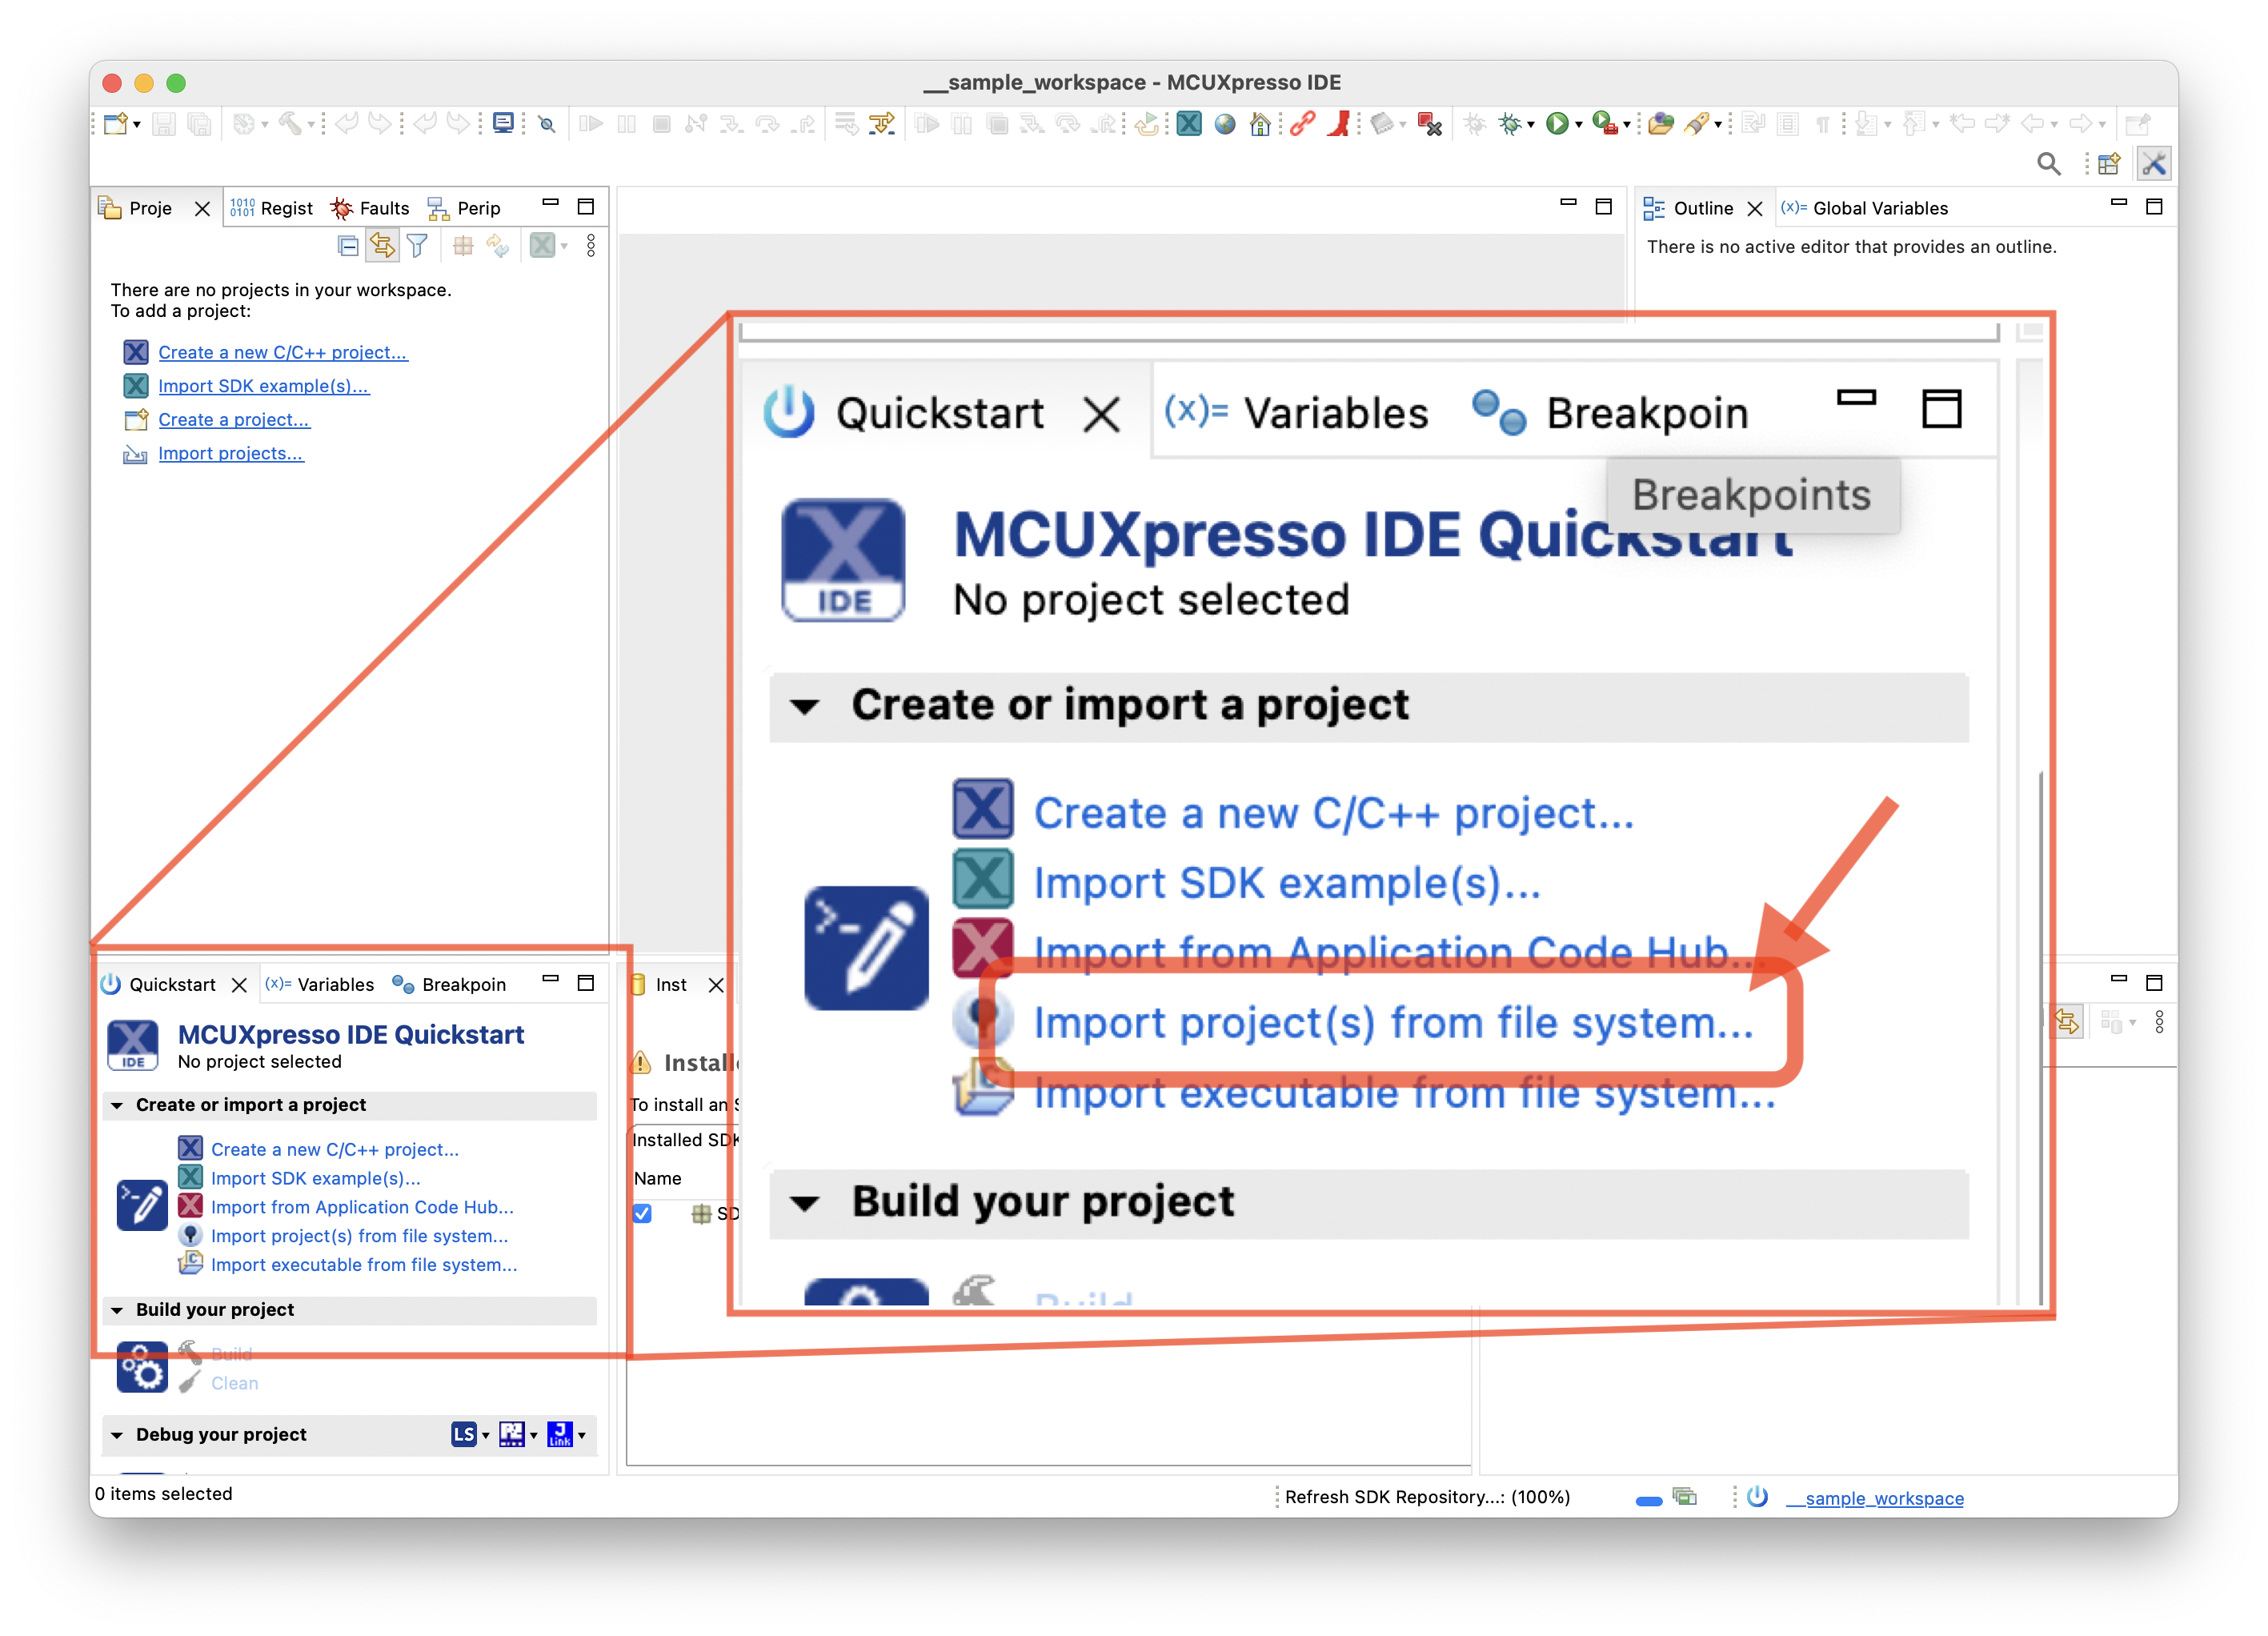 __sample_workspace - MCUXpresso IDE
Proje
1010
0101
Regist
Faults
Perip
Outline
(x)= Global Variables
There is no active editor that provides an outline.
There are no projects in your workspace.
To add a project:
Create a new C/C++ project...
Import SDK example(s)...
Create a project...
Import projects...
Quickstart
(x)= Variables
Breakpoin
Breakpoints
MCUXpresso IDE Quickstart
IDE
No project selected
Create or import a project
Create a new C/C++ project...
Import SDK example(s)...
Import from Application Code Hub...
Import project(s) from file system...
Import executable from file system...
Build your project
Build
Quickstart
(x)= Variables
Breakpoin
MCUXpresso IDE Quickstart
IDE
No project selected
Create or import a project
Create a new C/C++ project...
Import SDK example(s)...
Import from Application Code Hub...
Import project(s) from file system...
Import executable from file system...
Build your project
Build
Clean
Debug your project
LS
J
Link
Inst
To install an
Installed SDK
Name
0 items selected
Refresh SDK Repository...: (100%)
__sample_workspace